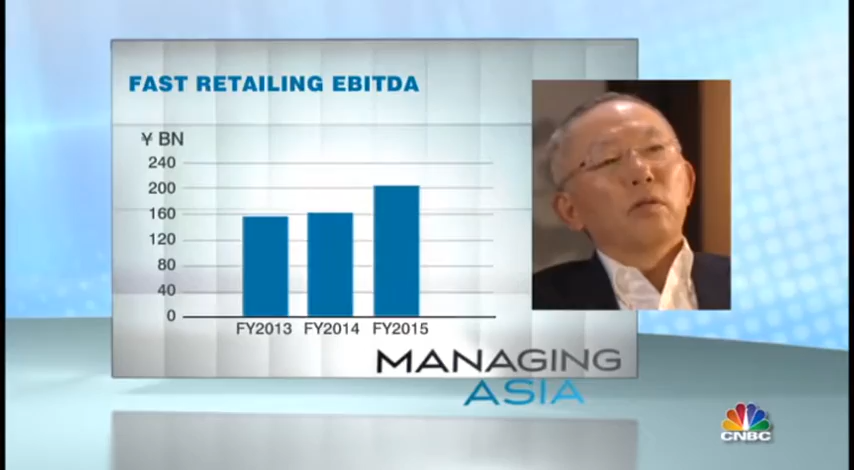 FAST RETAILING EBITDA
¥ BN
240
200
160
120
80
40
0
FY2013 FY2014 FY2015
MANAGING
ASIA
CNBC